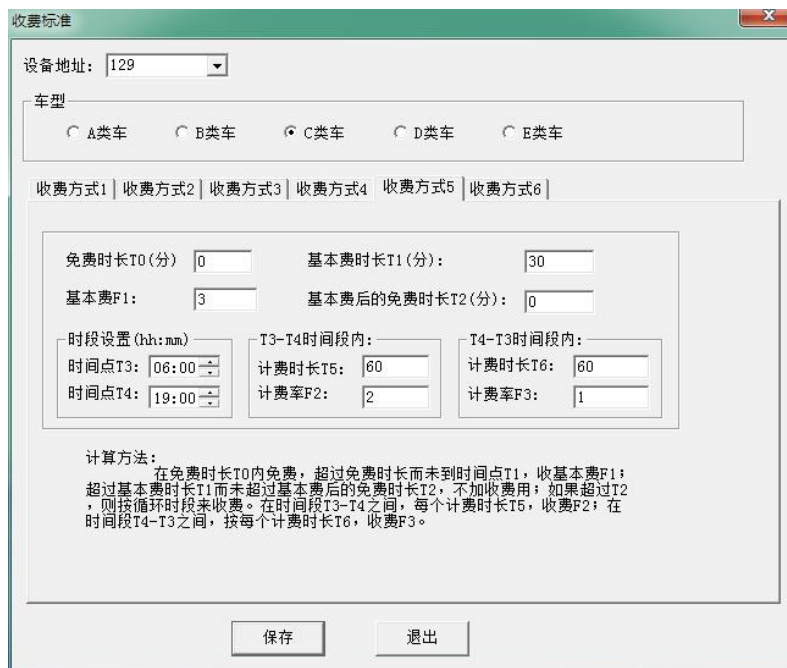 收费标准
设备地址: 129
车型
A类车 B类车 C类车 D类车 E类车
收费方式1 收费方式2 收费方式3 收费方式4 收费方式5 收费方式6
免费时长T0(分) 0 基本费时长T1(分): 30
基本费F1: 3 基本费后的免费时长T2(分): 0
时段设置(hh:mm) T3-T4时间段内: T4-T3时间段内:
时间点T3: 06:00 计费时长T5: 60 计费时长T6: 60
时间点T4: 19:00 计费率F2: 2 计费率F3: 1
计算方法:
在免费时长T0内免费，超过免费时长而未到时间点T1，收基本费F1；
超过基本费时长T1而未超过基本费后的免费时长T2，不加收费用；如果超过T2
，则按循环时段来收费。在时间段T3-T4之间，每个计费时长T5，收费F2；在
时间段T4-T3之间，按每个计费时长T6，收费F3。
保存 退出